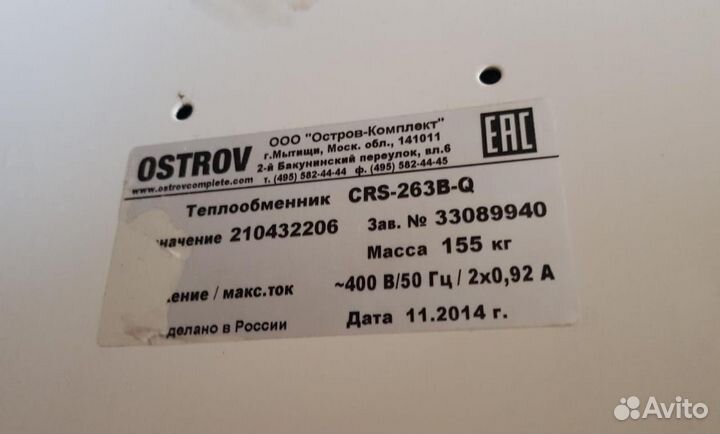 OSTROV
www.ostrovcomplete.com
ООО "Остров-Комплект"
г.Мытищи, Моск. обл., 141011
2-й Бакунинский переулок, вл.6
т. (495) 582-44-44 ф. (495) 582-44-45
EAC
Теплообменник CRS-263B-Q
значение 210432206 Зав. № 33089940
Масса 155 кг
ение / макс.ток ~400 В/50 Гц / 2x0,92 А
делано в России Дата 11.2014 г.
Avito